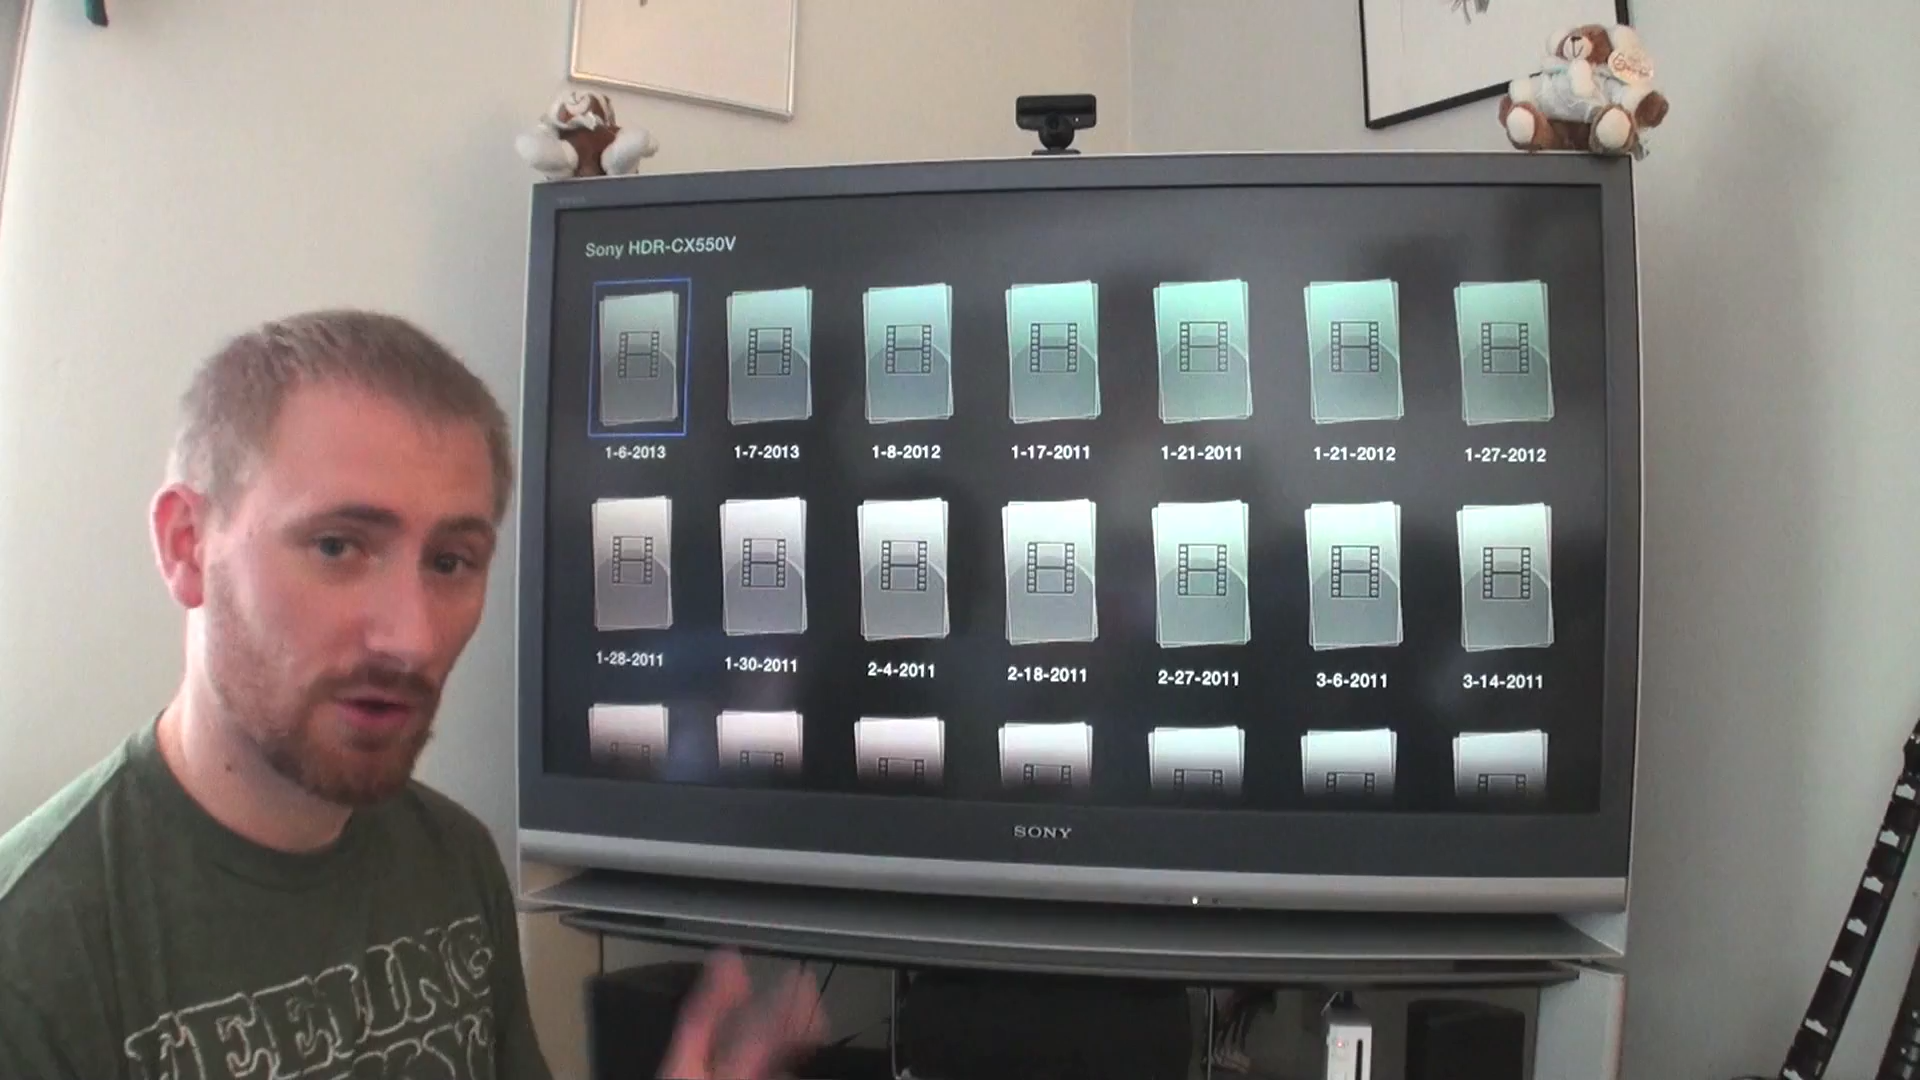 Sony HDR-CX550V
1-6-2013 1-7-2013 1-8-2012 1-17-2011 1-21-2011 1-21-2012 1-27-2012
1-28-2011 1-30-2011 2-4-2011 2-18-2011 2-27-2011 3-6-2011 3-14-2011
SONY
FEELING